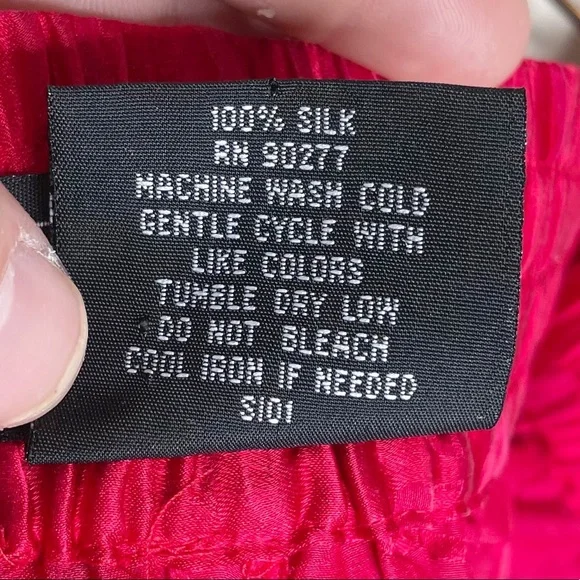 100% SILK
RN 90277
MACHINE WASH COLD
GENTLE CYCLE WITH
LIKE COLORS
TUMBLE DRY LOW
DO NOT BLEACH
COOL IRON IF NEEDED
S101